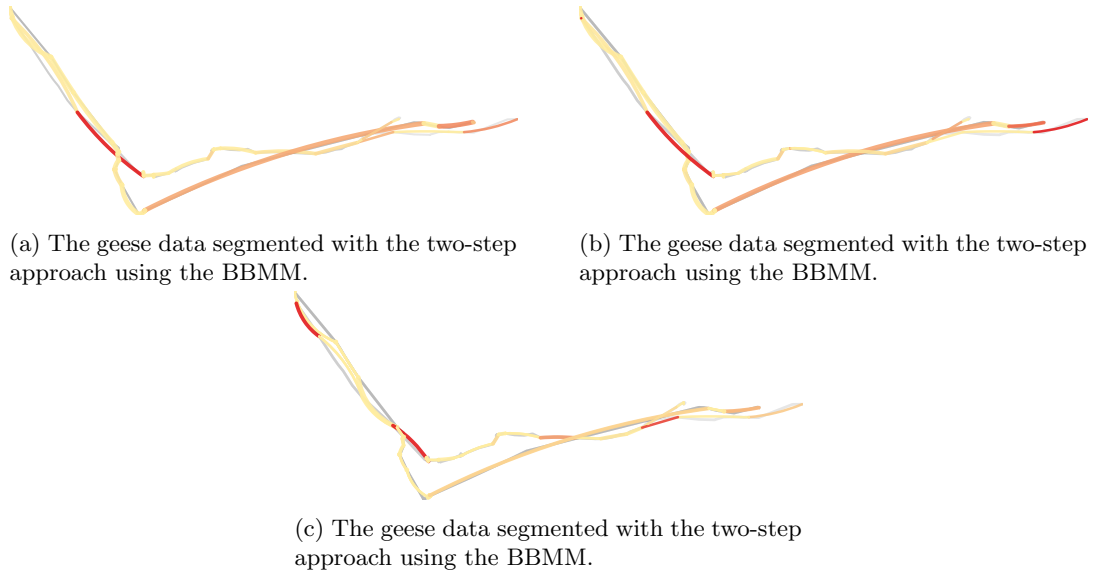 (a) The geese data segmented with the two-step
approach using the BBMM.
(b) The geese data segmented with the two-step
approach using the BBMM.
(c) The geese data segmented with the two-step
approach using the BBMM.